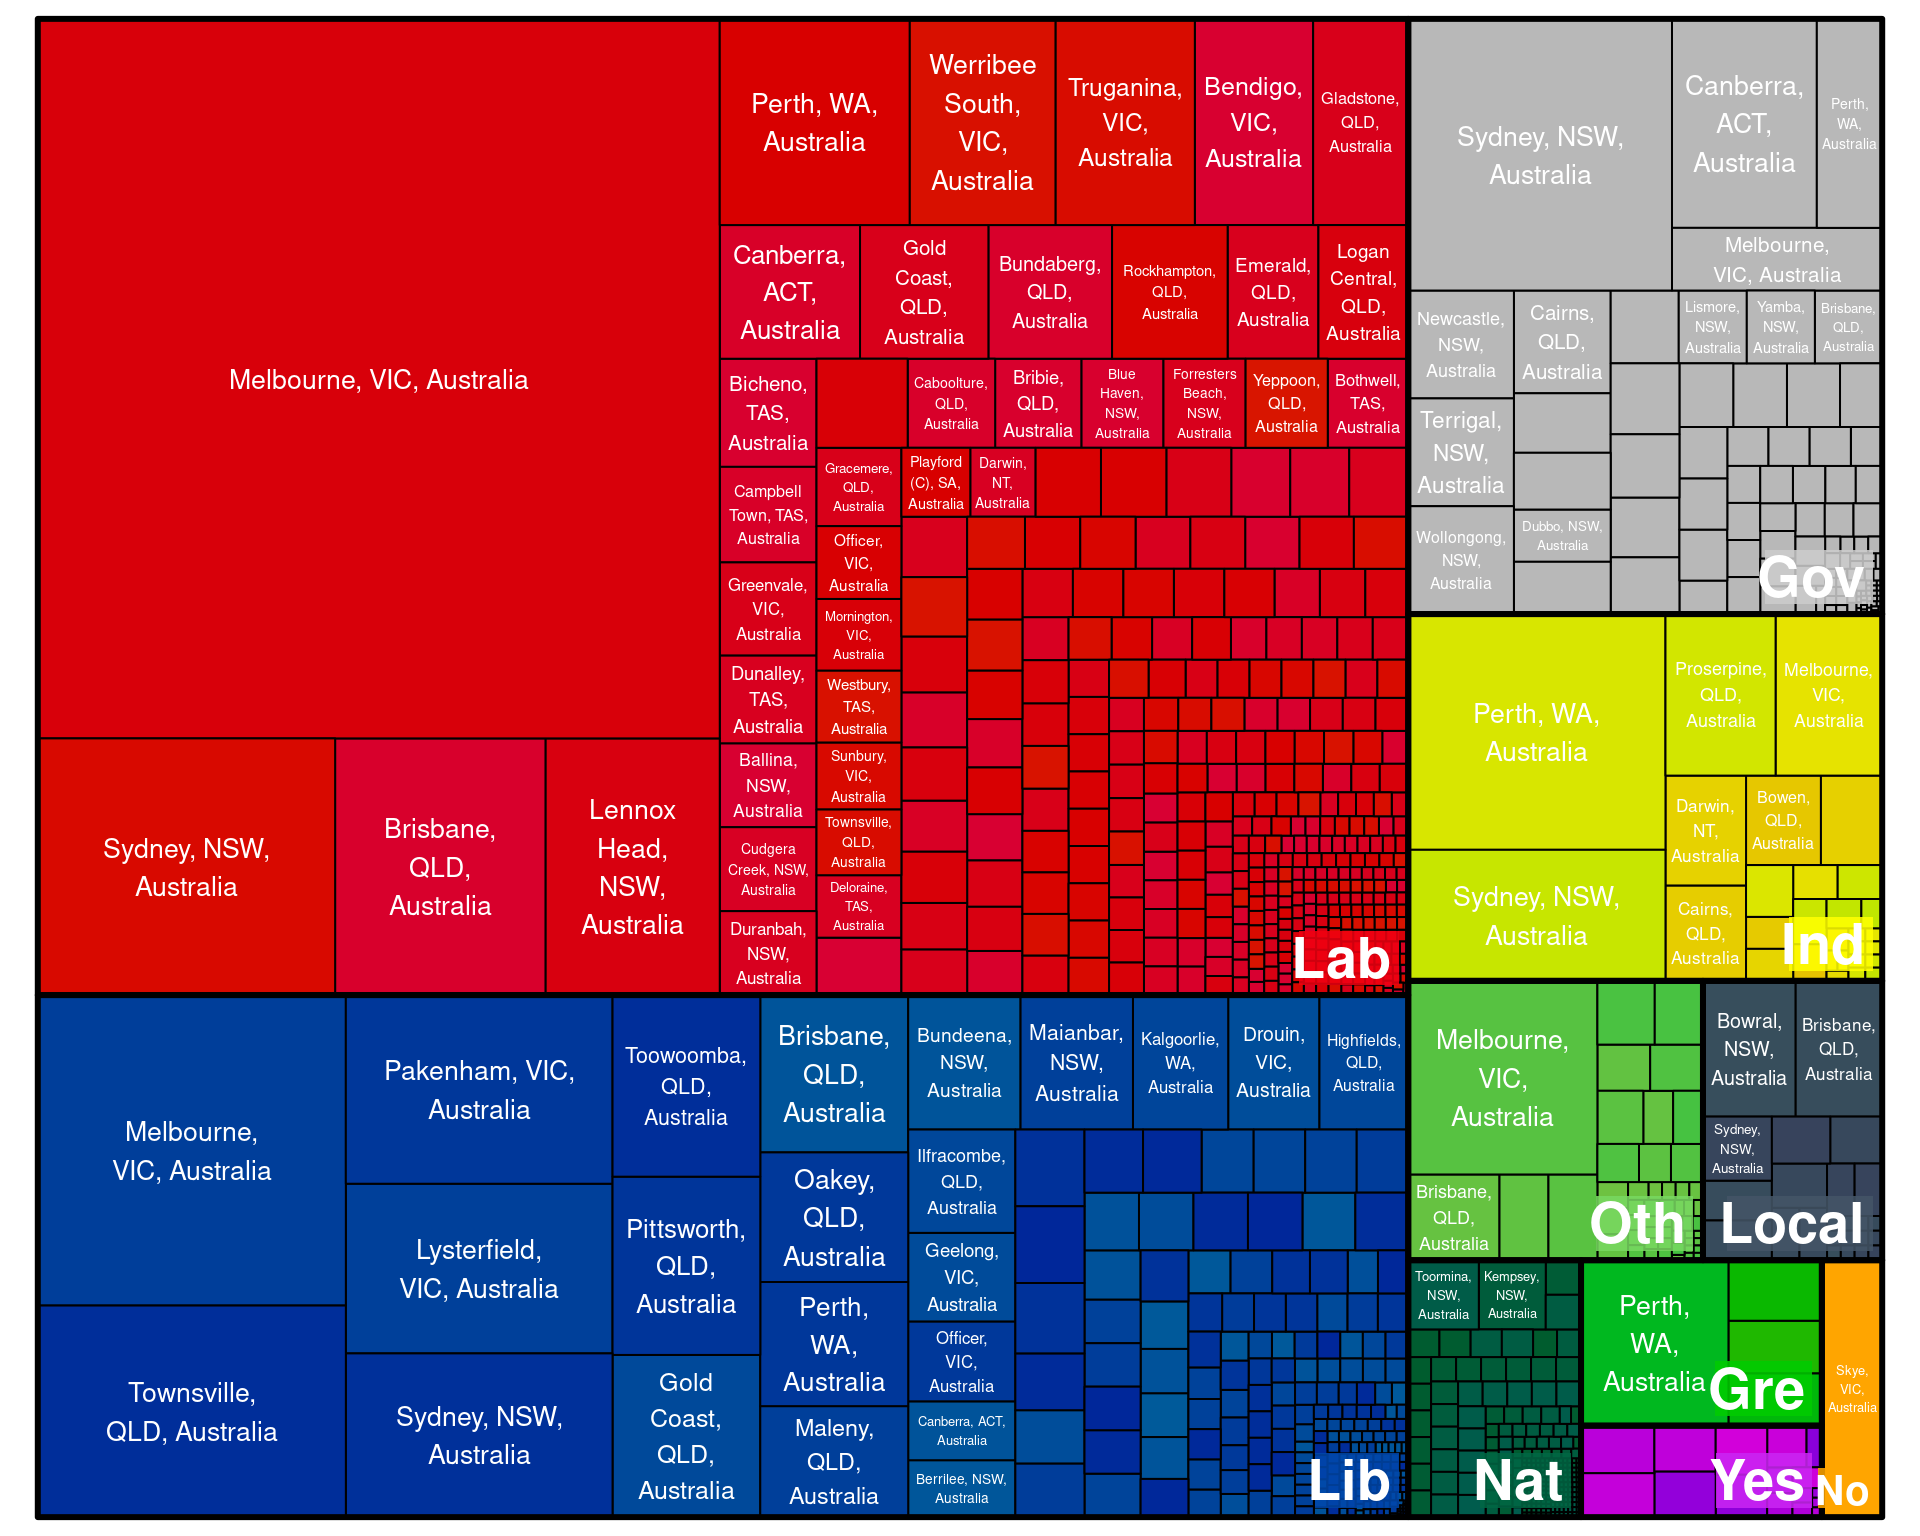 Melbourne, VIC, Australia
Sydney, NSW,
Australia
Brisbane,
QLD,
Australia
Lennox
Head,
NSW,
Australia
Perth, WA,
Australia
Werribee
South,
VIC,
Australia
Truganina,
VIC,
Australia
Bendigo,
VIC,
Australia
Gladstone,
QLD,
Australia
Canberra,
ACT,
Australia
Gold
Coast,
QLD,
Australia
Bundaberg,
QLD,
Australia
Rockhampton,
QLD,
Australia
Emerald,
QLD,
Australia
Logan
Central,
QLD,
Australia
Bicheno,
TAS,
Australia
Caboolture,
QLD,
Australia
Bribie,
QLD,
Australia
Blue
Haven,
NSW,
Australia
Forresters
Beach,
NSW,
Australia
Yeppoon,
QLD,
Australia
Bothwell,
TAS,
Australia
Campbell
Town, TAS,
Australia
Greenvale,
VIC,
Australia
Dunalley,
TAS,
Australia
Ballina,
NSW,
Australia
Cudgera
Creek, NSW,
Australia
Duranbah,
NSW,
Australia
Gracemere,
QLD,
Australia
Officer,
VIC,
Australia
Mornington,
VIC,
Australia
Westbury,
TAS,
Australia
Sunbury,
VIC,
Australia
Townsville,
QLD,
Australia
Deloraine,
TAS,
Australia
Playford
(C), SA,
Australia
Darwin,
NT,
Australia
Lab
Melbourne,
VIC, Australia
Townsville,
QLD, Australia
Pakenham, VIC,
Australia
Lysterfield,
VIC, Australia
Sydney, NSW,
Australia
Toowoomba,
QLD,
Australia
Pittsworth,
QLD,
Australia
Gold
Coast,
QLD,
Australia
Brisbane,
QLD,
Australia
Oakey,
QLD,
Australia
Perth,
WA,
Australia
Maleny,
QLD,
Australia
Bundeena,
NSW,
Australia
Maianbar,
NSW,
Australia
Kalgoorlie,
WA,
Australia
Drouin,
VIC,
Australia
Highfields,
QLD,
Australia
Ilfracombe,
QLD,
Australia
Geelong,
VIC,
Australia
Officer,
VIC,
Australia
Canberra, ACT,
Australia
Berrilee, NSW,
Australia
Lib
Sydney, NSW,
Australia
Canberra,
ACT,
Australia
Perth,
WA,
Australia
Melbourne,
VIC, Australia
Newcastle,
NSW,
Australia
Terrigal,
NSW,
Australia
Wollongong,
NSW,
Australia
Cairns,
QLD,
Australia
Dubbo, NSW,
Australia
Lismore,
NSW,
Australia
Yamba,
NSW,
Australia
Brisbane,
QLD,
Australia
Gov
Perth, WA,
Australia
Sydney, NSW,
Australia
Proserpine,
QLD,
Australia
Melbourne,
VIC,
Australia
Darwin,
NT,
Australia
Bowen,
QLD,
Australia
Cairns,
QLD,
Australia
Ind
Melbourne,
VIC,
Australia
Brisbane,
QLD,
Australia
Oth
Bowral,
NSW,
Australia
Brisbane,
QLD,
Australia
Sydney,
NSW,
Australia
Local
Toormina,
NSW,
Australia
Kempsey,
NSW,
Australia
Nat
Perth,
WA,
Australia
Gre
Yes
Skye,
VIC,
Australia
No